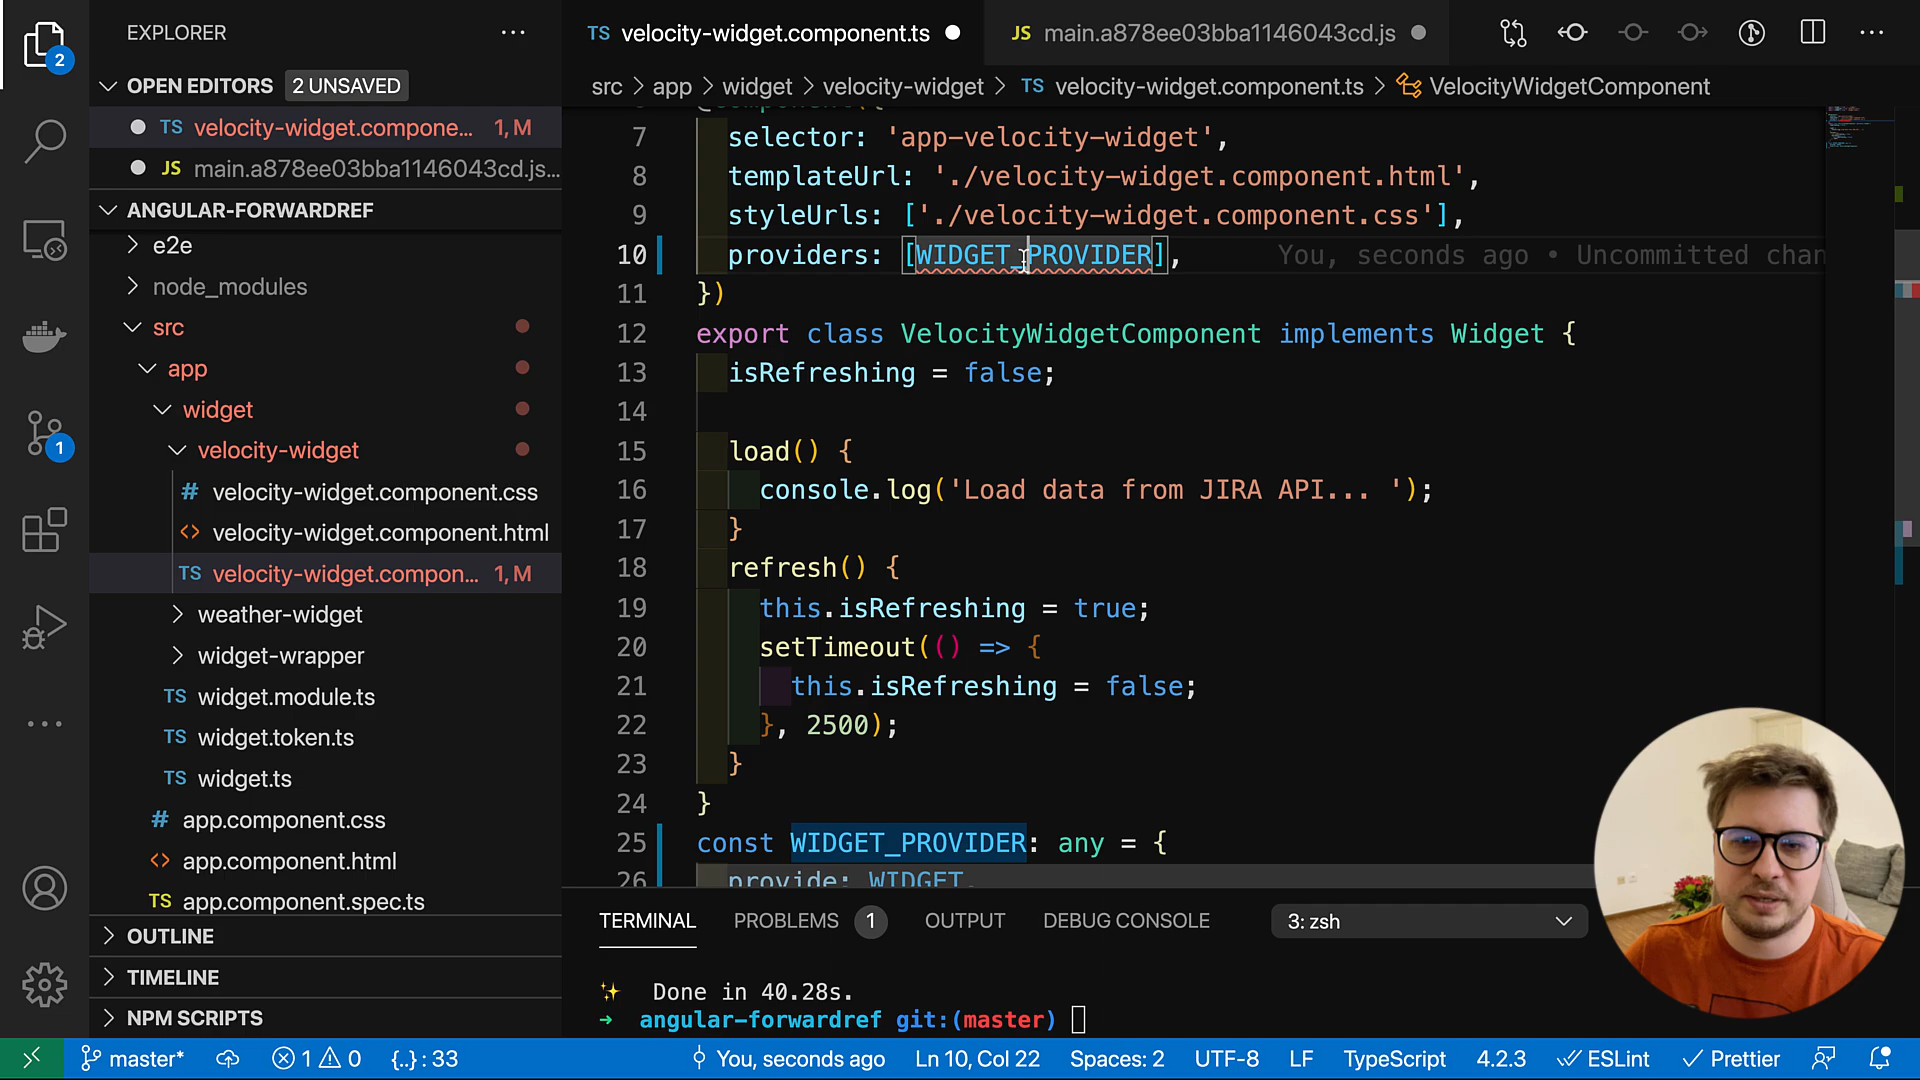 EXPLORER
OPEN EDITORS 2 UNSAVED
TS velocity-widget.compone... 1, M
JS main.a878ee03bba1146043cd.js...
ANGULAR-FORWARDREF
e2e
node_modules
src
app
widget
velocity-widget
# velocity-widget.component.css
<> velocity-widget.component.html
TS velocity-widget.compon... 1, M
weather-widget
widget-wrapper
TS widget.module.ts
TS widget.token.ts
TS widget.ts
# app.component.css
<> app.component.html
TS app.component.spec.ts
OUTLINE
TIMELINE
NPM SCRIPTS
2
1
TS velocity-widget.component.ts
JS main.a878ee03bba1146043cd.js
src > app > widget > velocity-widget > TS velocity-widget.component.ts > VelocityWidgetComponent
7 selector: 'app-velocity-widget',
8 templateUrl: './velocity-widget.component.html',
9 styleUrls: ['./velocity-widget.component.css'],
10 providers: [WIDGET_PROVIDER], You, seconds ago • Uncommitted chan
11 })
12 export class VelocityWidgetComponent implements Widget {
13 isRefreshing = false;
14
15 load() {
16 console.log('Load data from JIRA API... ');
17 }
18 refresh() {
19 this.isRefreshing = true;
20 setTimeout(() => {
21 this.isRefreshing = false;
22 }, 2500);
23 }
24 }
25 const WIDGET_PROVIDER: any = {
26 provide: WIDGET,
TERMINAL PROBLEMS 1 OUTPUT DEBUG CONSOLE 3: zsh
✨ Done in 40.28s.
→ angular-forwardref git:(master)
master* 1 0 {..} : 33 You, seconds ago Ln 10, Col 22 Spaces: 2 UTF-8 LF TypeScript 4.2.3 ESLint Prettier